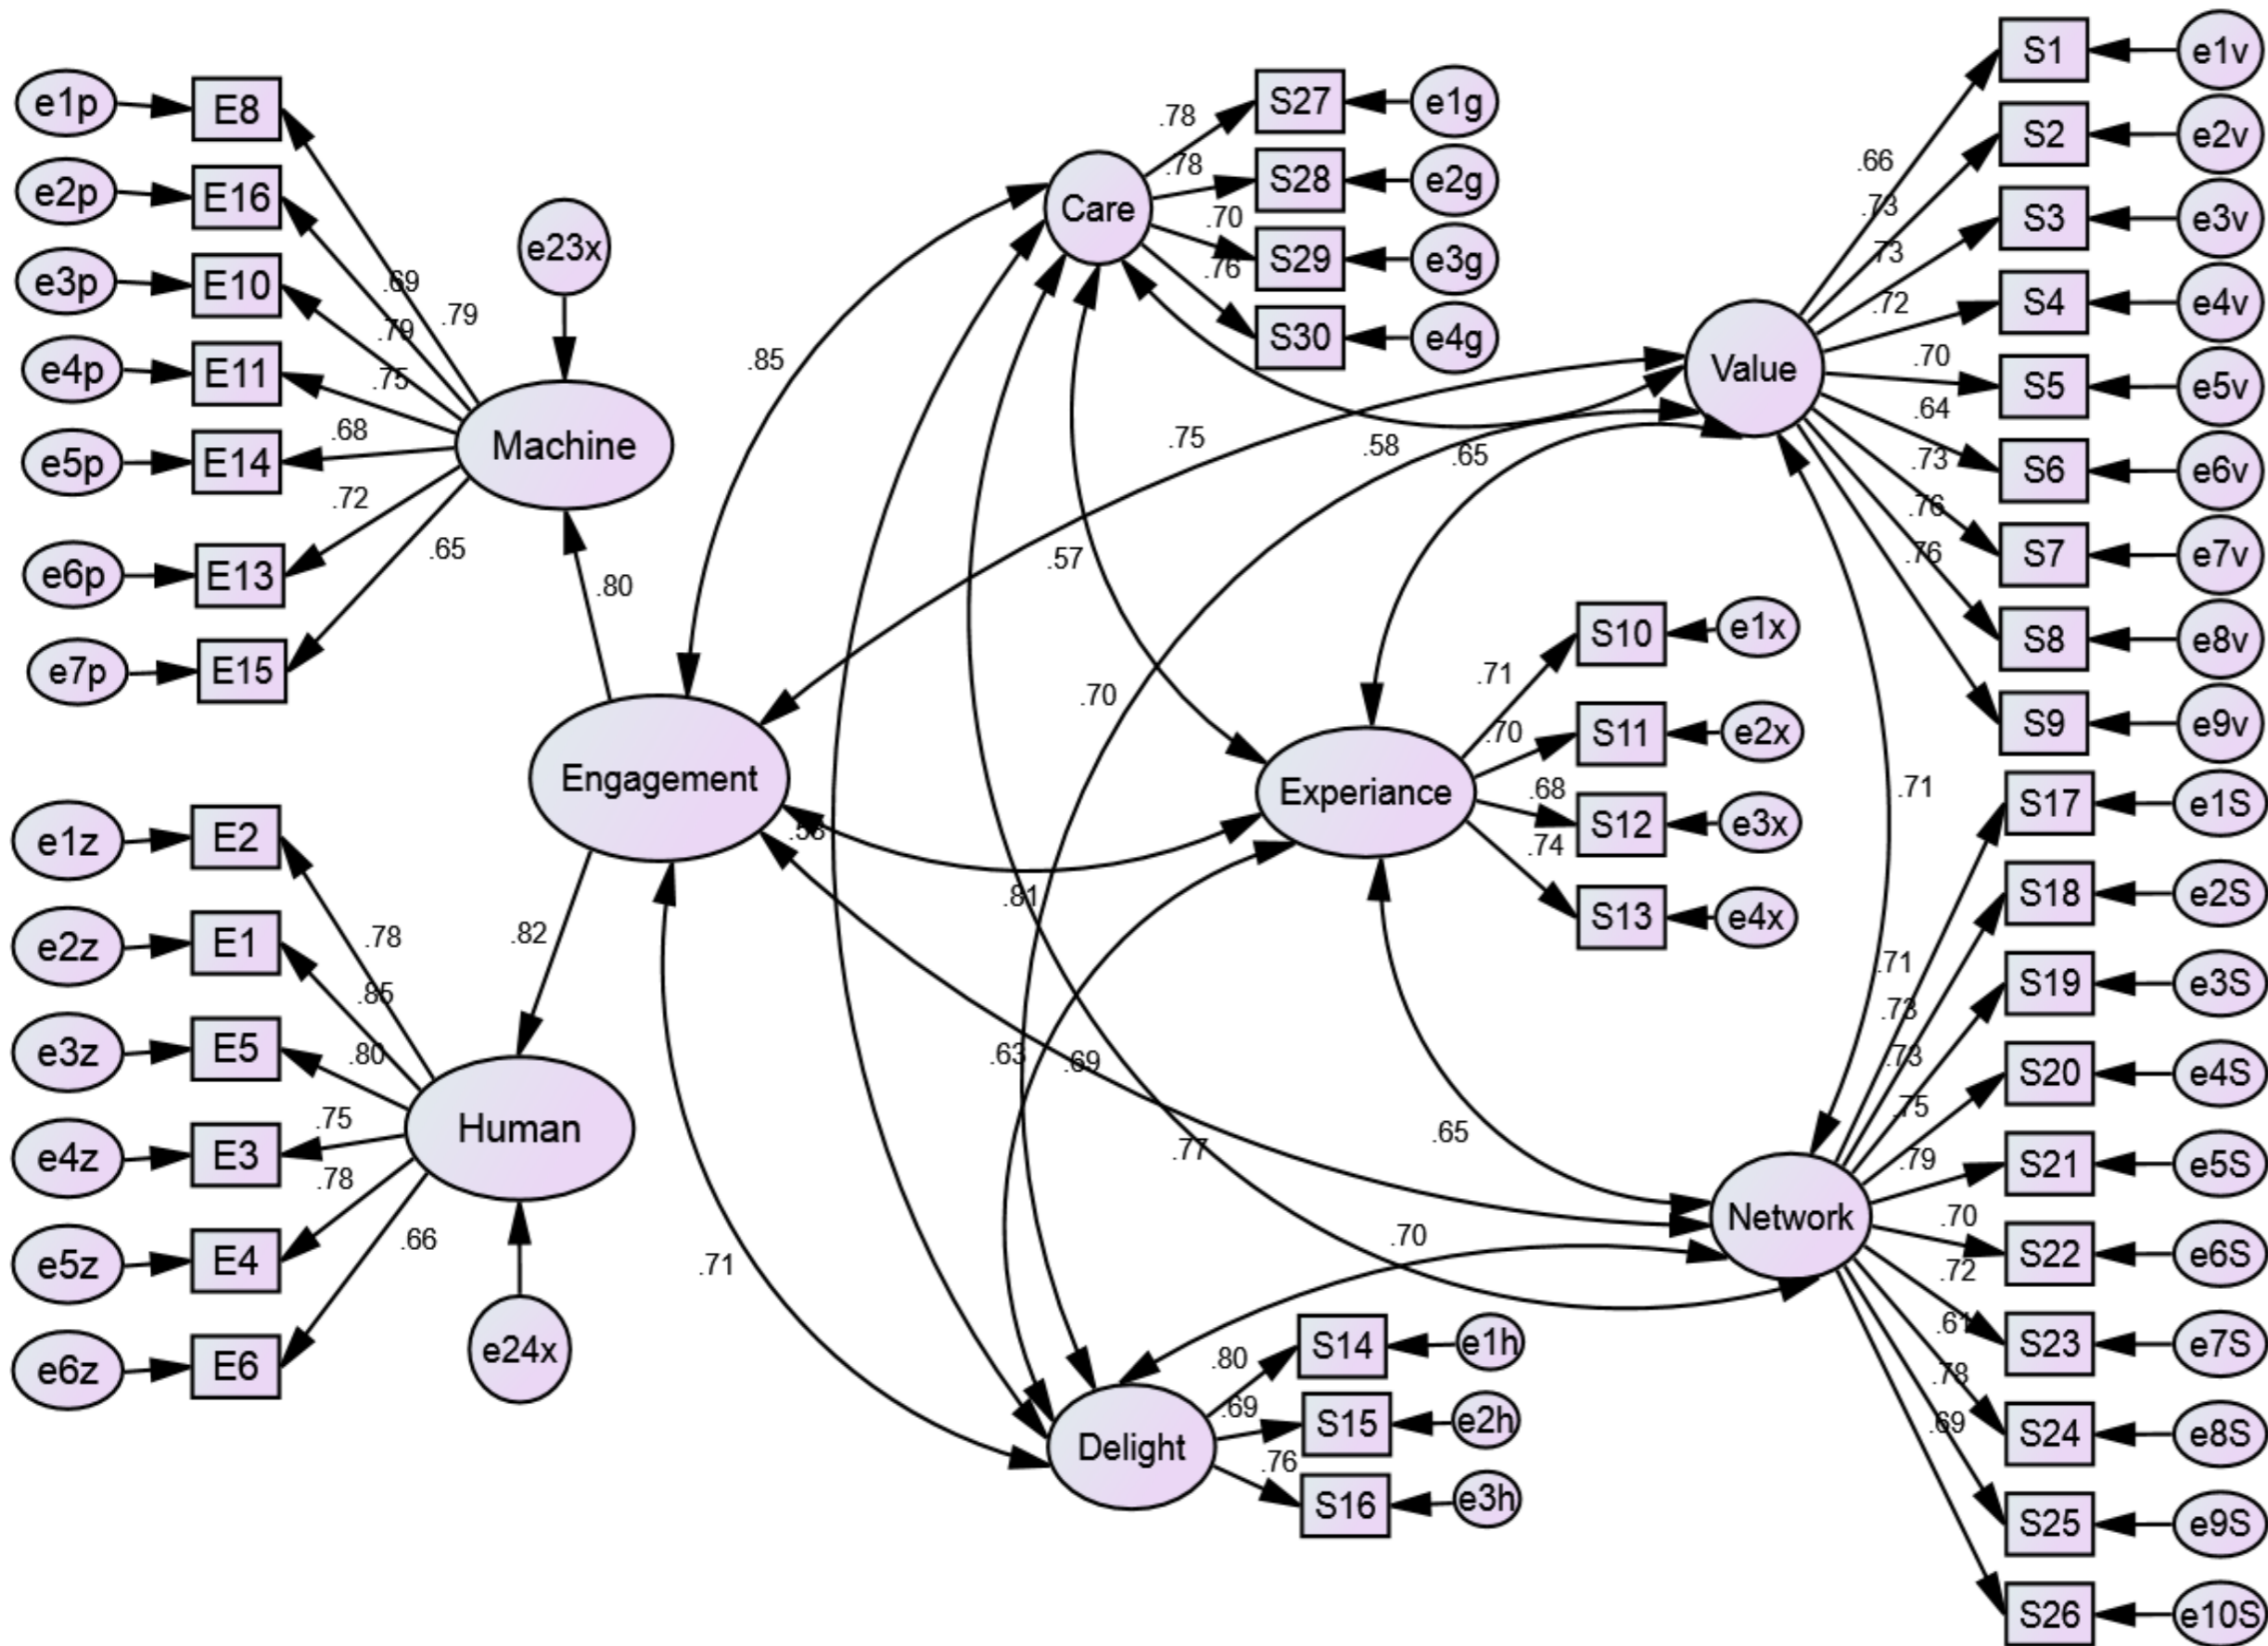 e1p
E8
e2p
E16
e3p
E10
e4p
E11
e5p
E14
e6p
E13
e7p
E15
.69
.79
.79
.75
.68
.72
.65
e23x
Machine
.80
Engagement
.82
e1z
E2
e2z
E1
e3z
E5
e4z
E3
e5z
E4
e6z
E6
.78
.85
.80
.75
.78
.66
Human
e24x
Care
.78
.78
.70
.76
S27
e1g
S28
e2g
S29
e3g
S30
e4g
.85
.75
.58
.65
.57
.70
.81
.63
.69
.77
.65
.70
.71
.71
Experiance
.71
.70
.68
.74
S10
e1x
S11
e2x
S12
e3x
S13
e4x
Delight
.80
.69
.76
S14
e1h
S15
e2h
S16
e3h
Value
.66
.73
.73
.72
.70
.64
.73
.76
.76
S1
e1v
S2
e2v
S3
e3v
S4
e4v
S5
e5v
S6
e6v
S7
e7v
S8
e8v
S9
e9v
Network
.71
.73
.73
.75
.79
.70
.72
.61
.78
.69
S17
e1S
S18
e2S
S19
e3S
S20
e4S
S21
e5S
S22
e6S
S23
e7S
S24
e8S
S25
e9S
S26
e10S